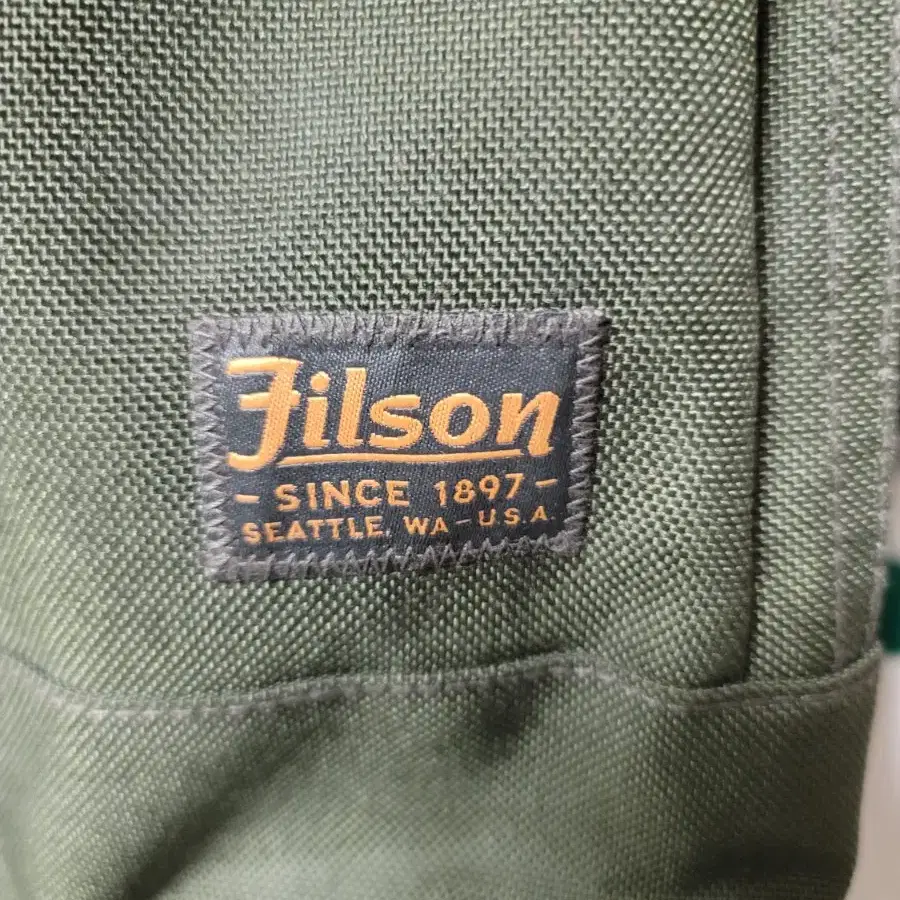 Filson
- SINCE 1897 -
SEATTLE, WA - U.S.A.